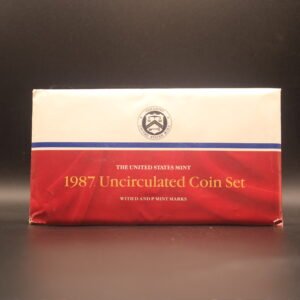 THE UNITED STATES MINT
1987 Uncirculated Coin Set
WITH D AND P MINT MARKS